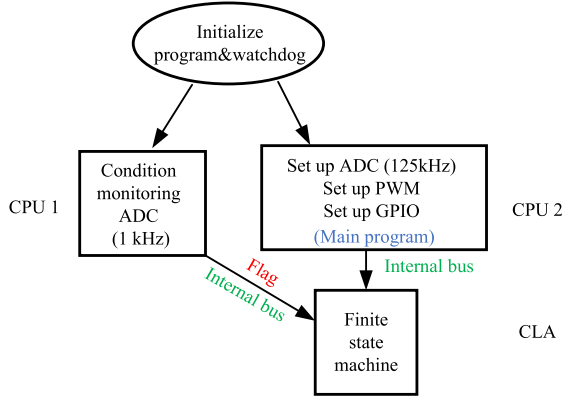 Initialize
program&watchdog
Condition
monitoring
ADC
(1 kHz)
CPU 1
Set up ADC (125kHz)
Set up PWM
Set up GPIO
(Main program)
CPU 2
Flag
Internal bus
Internal bus
Finite
state
machine
CLA